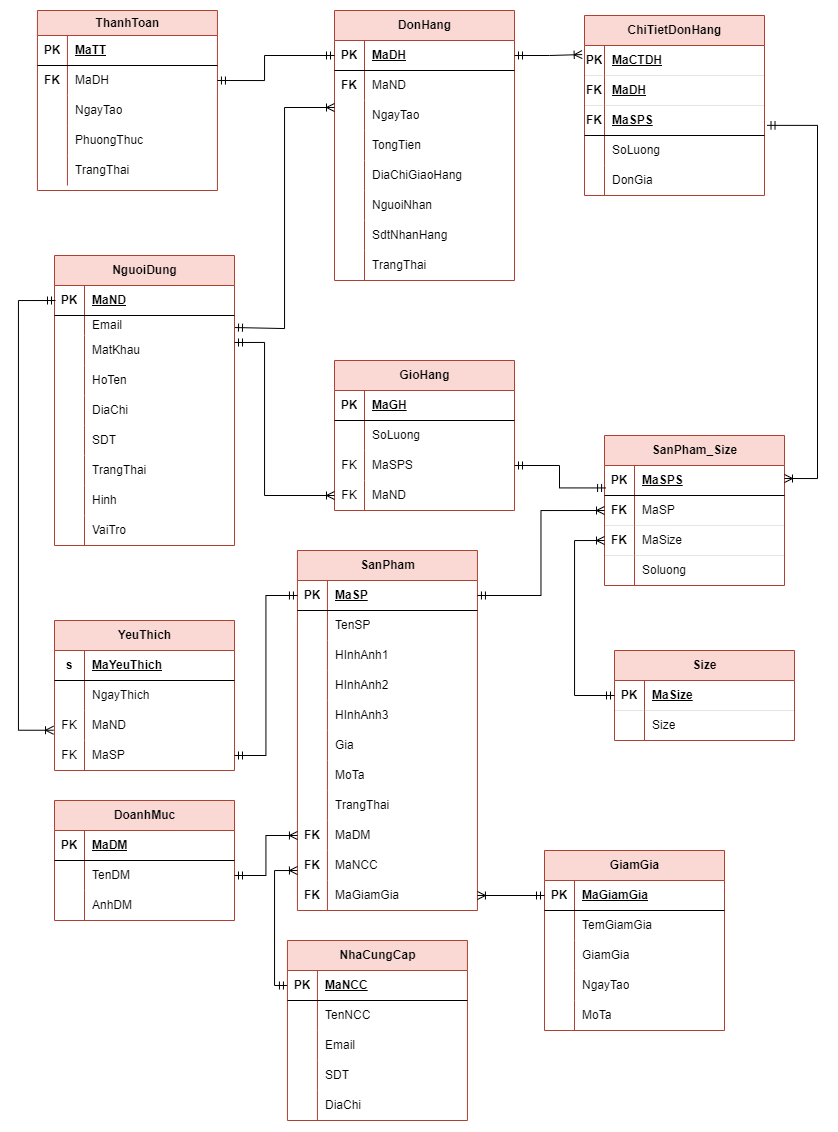 ThanhToan
PK MaTT
FK MaDH
NgayTao
PhuongThuc
TrangThai
DonHang
PK MaDH
FK MaND
NgayTao
TongTien
DiaChiGiaoHang
NguoiNhan
SdtNhanHang
TrangThai
ChiTietDonHang
PK MaCTDH
FK MaDH
FK MaSPS
SoLuong
DonGia
NguoiDung
PK MaND
Email
MatKhau
HoTen
DiaChi
SDT
TrangThai
Hinh
VaiTro
GioHang
PK MaGH
SoLuong
FK MaSPS
FK MaND
SanPham_Size
PK MaSPS
FK MaSP
FK MaSize
Soluong
SanPham
PK MaSP
TenSP
HInhAnh1
HInhAnh2
HInhAnh3
Gia
MoTa
TrangThai
FK MaDM
FK MaNCC
FK MaGiamGia
YeuThich
s MaYeuThich
NgayThich
FK MaND
FK MaSP
Size
PK MaSize
Size
DoanhMuc
PK MaDM
TenDM
AnhDM
GiamGia
PK MaGiamGia
TemGiamGia
GiamGia
NgayTao
MoTa
NhaCungCap
PK MaNCC
TenNCC
Email
SDT
DiaChi